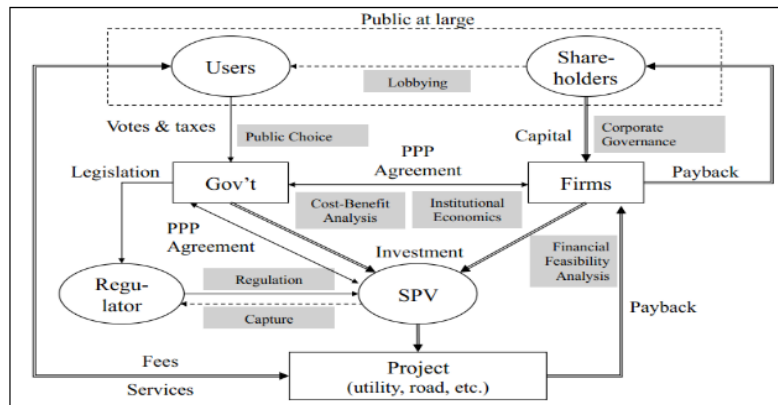 Public at large
Users
Share-
holders
Lobbying
Votes & taxes
Public Choice
Capital
Corporate
Governance
Legislation
PPP
Agreement
Gov't
Firms
Payback
Cost-Benefit
Analysis
Institutional
Economics
PPP
Agreement
Investment
Financial
Feasibility
Analysis
Regu-
lator
Regulation
SPV
Capture
Payback
Fees
Services
Project
(utility, road, etc.)